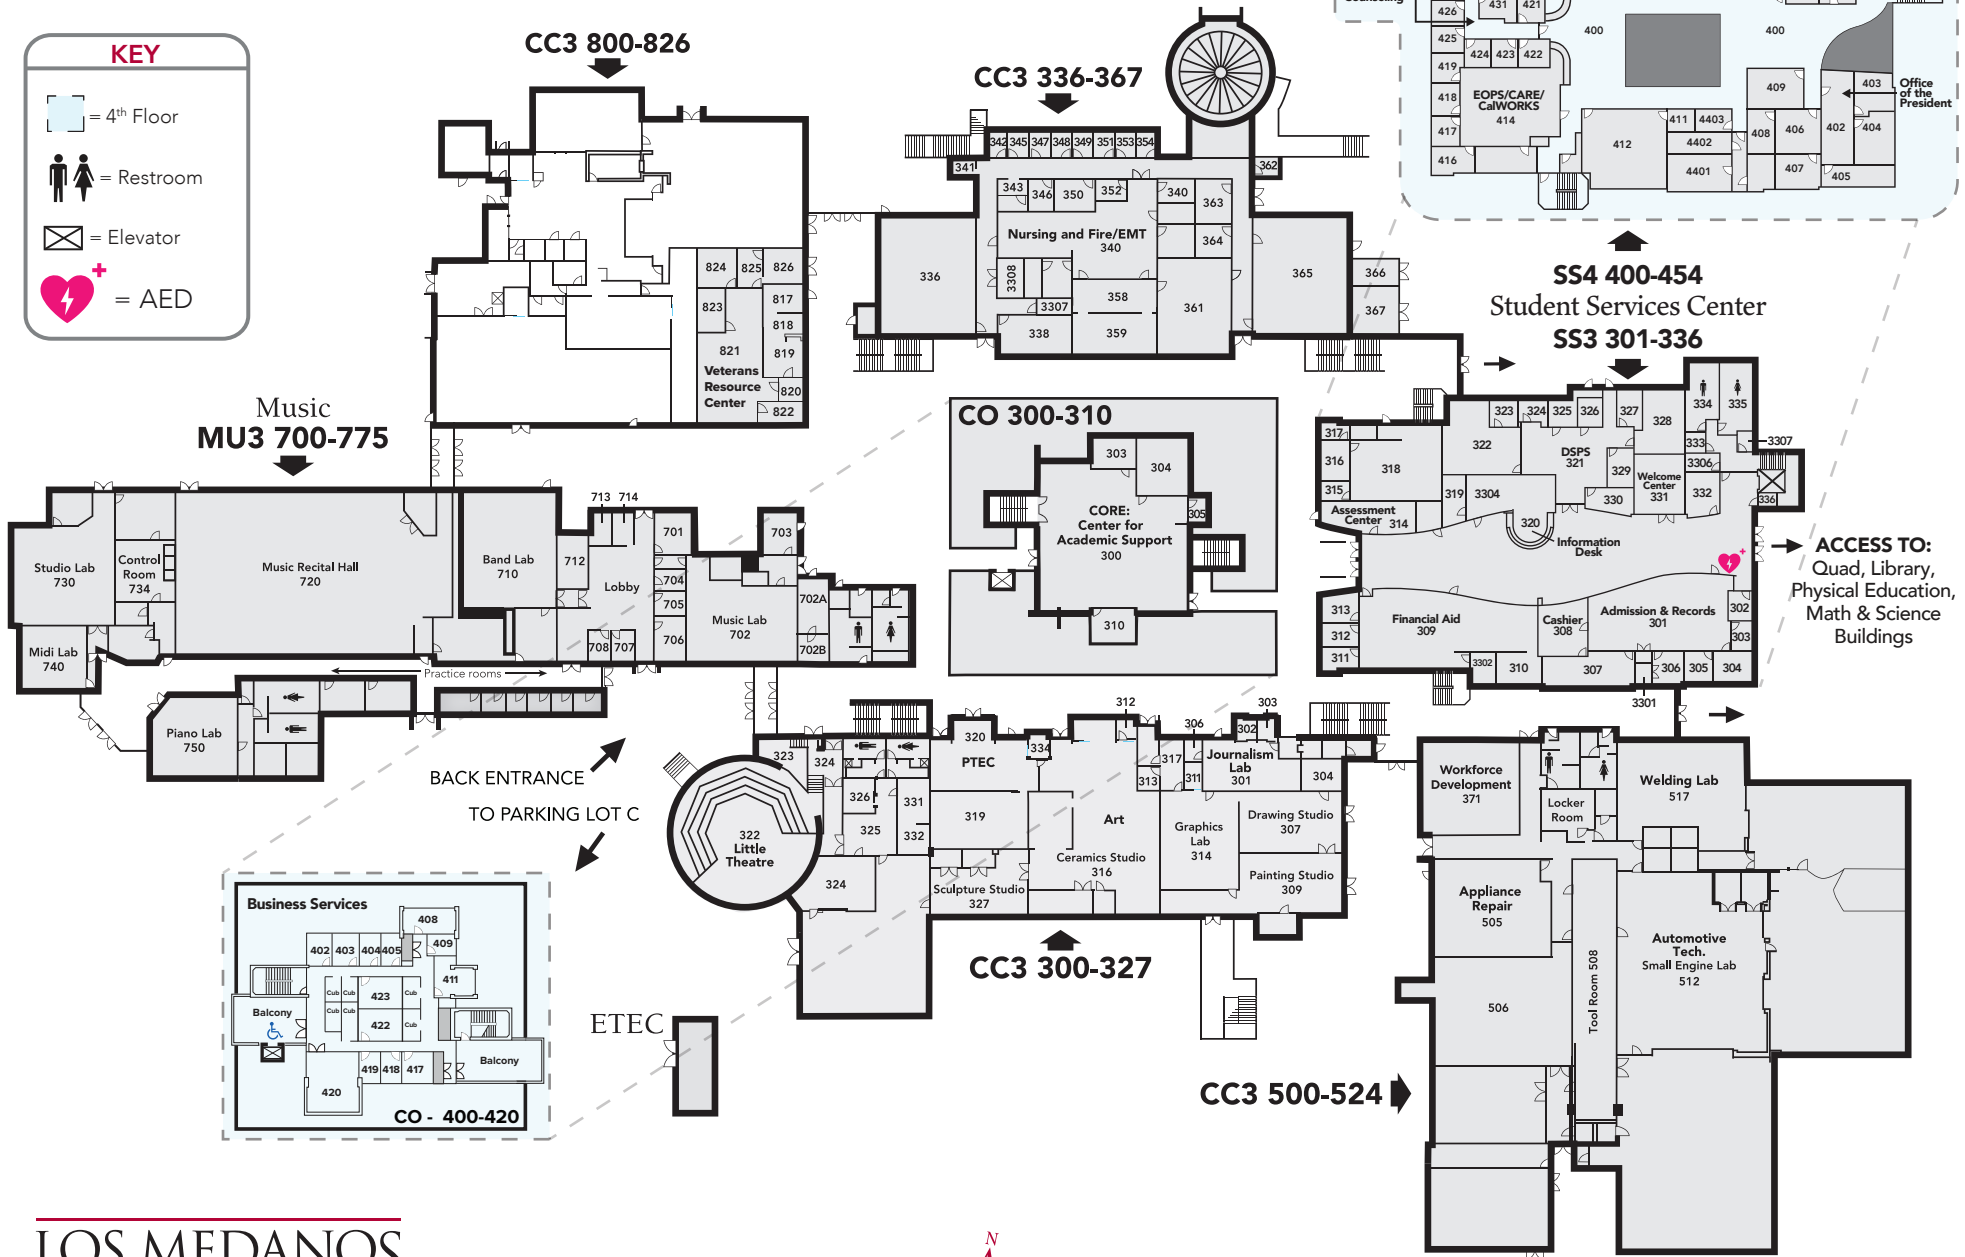 KEY
= 4th Floor
= Restroom
= Elevator
= AED
CC3 800-826
824
825
826
823
817
818
819
821
Veterans
Resource
Center
820
822
CC3 336-367
342 345 347 348 349 351 353 354
341
362
343
346
350
352
340
363
364
Nursing and Fire/EMT
340
336
3308
3307
358
338
359
361
365
366
367
426
431
421
425
424 423 422
419
418
EOPS/CARE/
CalWORKS
414
417
416
400
400
412
411
4403
4402
4401
409
408
406
407
402
403
404
405
Office
of the
President
SS4 400-454
Student Services Center
SS3 301-336
317
316
315
318
Assessment
Center
314
319
3304
322
323
324
325
326
327
328
DSPS
321
329
330
Welcome
Center
331
334
335
333
3306
3307
332
336
320
Information
Desk
313
312
311
Financial Aid
309
3302
310
Cashier
308
307
Admission & Records
301
302
303
306
305
304
3301
ACCESS TO:
Quad, Library,
Physical Education,
Math & Science
Buildings
Music
MU3 700-775
Studio Lab
730
Control
Room
734
Music Recital Hall
720
Midi Lab
740
Band Lab
710
712
713
714
Lobby
701
703
704
705
706
708
707
Music Lab
702
702A
702B
Practice rooms
Piano Lab
750
CO 300-310
303
304
305
CORE:
Center for
Academic Support
300
310
BACK ENTRANCE
TO PARKING LOT C
323
324
322
Little
Theatre
326
325
331
332
324
320
PTEC
334
319
Sculpture Studio
327
312
313
Art
Ceramics Studio
316
317
306
311
Graphics
Lab
314
303
302
Journalism
Lab
301
304
Drawing Studio
307
Painting Studio
309
CC3 300-327
Business Services
408
402 403 404 405
409
411
Cub
Cub
Cub
Cub
Cub
Cub
423
422
Balcony
Balcony
419 418 417
420
CO - 400-420
ETEC
Workforce
Development
371
Locker
Room
Welding Lab
517
Appliance
Repair
505
506
Tool Room 508
Automotive
Tech.
Small Engine Lab
512
CC3 500-524
LOS MEDANOS
N